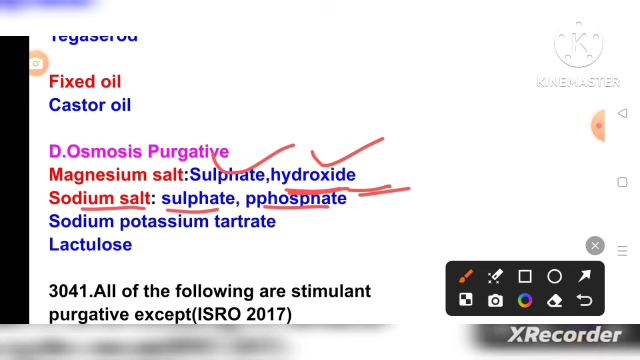 Tegaserod
Fixed oil
Castor oil
D.Osmosis Purgative
Magnesium salt:Sulphate,hydroxide
Sodium salt: sulphate, pphosphate
Sodium potassium tartrate
Lactulose
3041.All of the following are stimulant
purgative except(ISRO 2017)
K
KINEMASTER
XRecorder